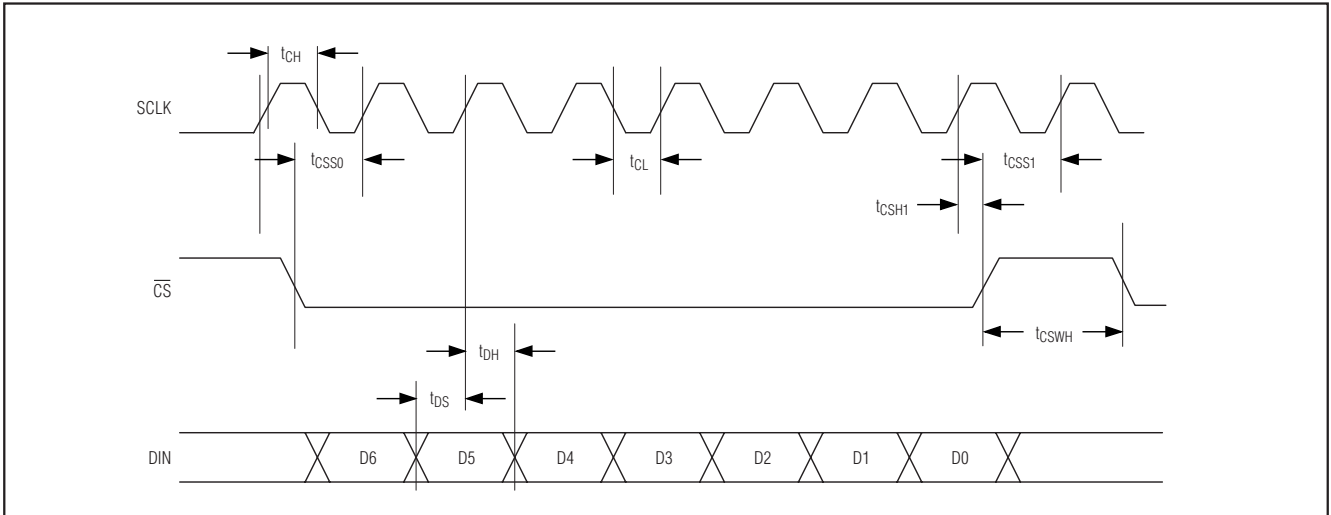 tCH
SCLK
tCSS0
tCL
tCSS1
tCSH1
CS
tCSWH
tDH
tDS
DIN
D6
D5
D4
D3
D2
D1
D0